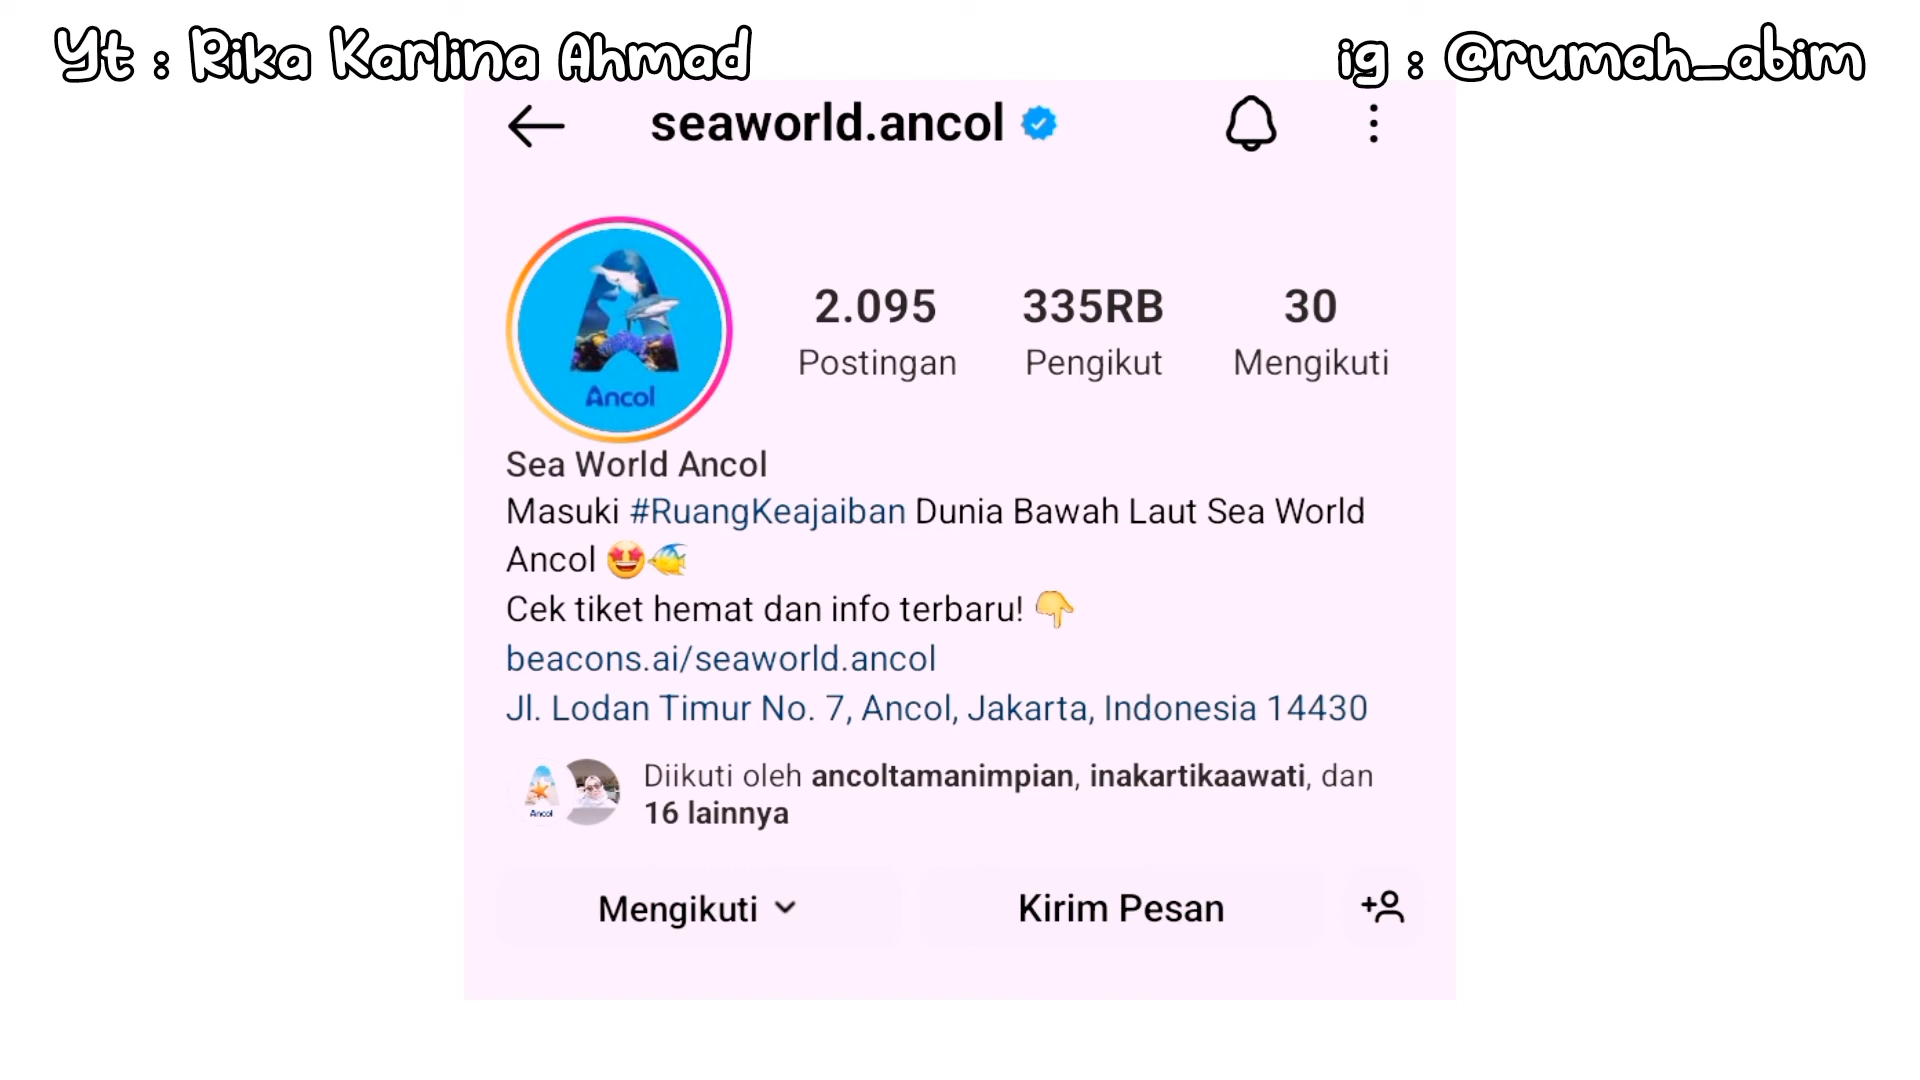 Yt : Rika Karlina Ahmad
ig : @rumah_abim
seaworld.ancol
2.095
335RB
30
Postingan
Pengikut
Mengikuti
Ancol
Sea World Ancol
Masuki #RuangKeajaiban Dunia Bawah Laut Sea World
Ancol 🤩🐠
Cek tiket hemat dan info terbaru! 👇
beacons.ai/seaworld.ancol
Jl. Lodan Timur No. 7, Ancol, Jakarta, Indonesia 14430
Ancol
Diikuti oleh ancoltamanimpian, inakartikaawati, dan
16 lainnya
Mengikuti
Kirim Pesan